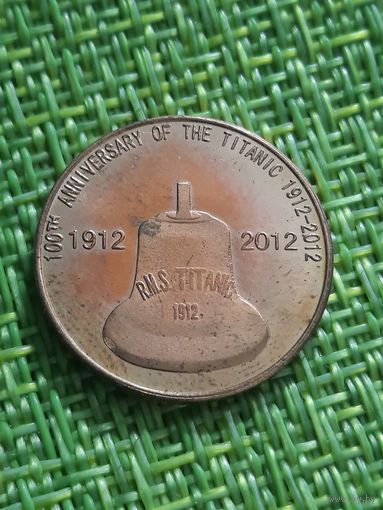 100TH ANNIVERSARY OF THE TITANIC 1912-2012
1912 2012
R.M.S. TITANIC
1912.